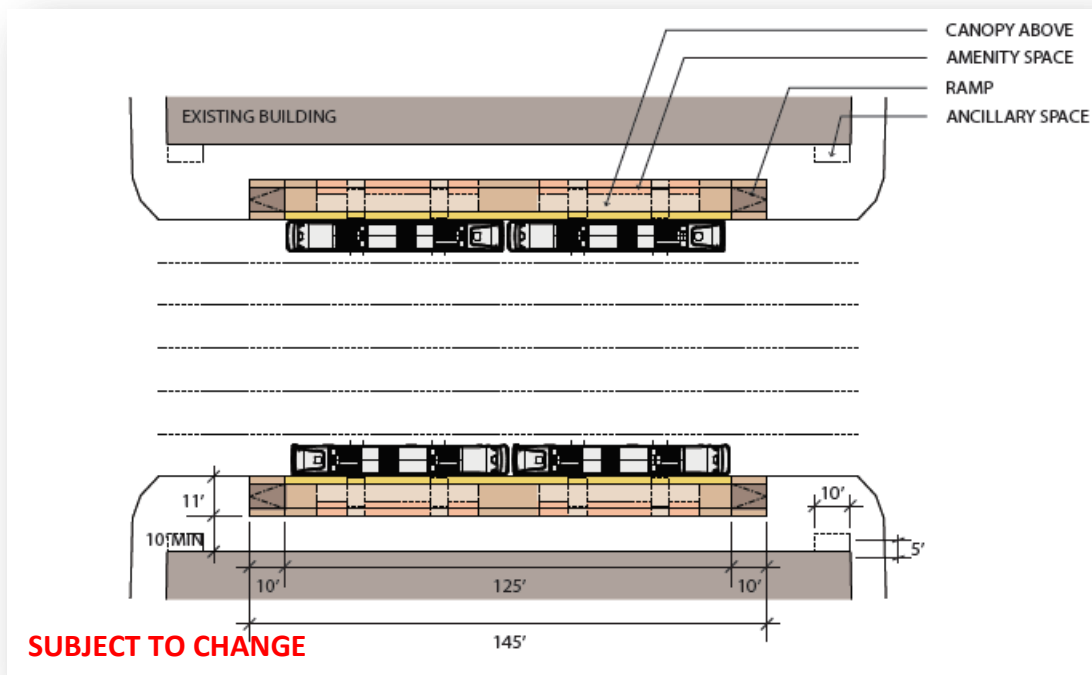 CANOPY ABOVE
AMENITY SPACE
RAMP
ANCILLARY SPACE
EXISTING BUILDING
11′
10′
10′MIN
5′
10′
125′
10′
145′
SUBJECT TO CHANGE